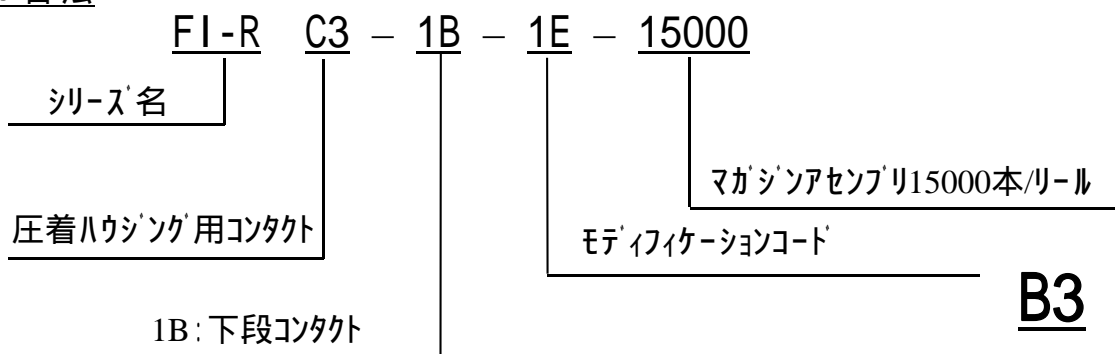 FI-R C3 – 1B – 1E – 15000
シリーズ名
マガジンアセンブリ15000本/リール
圧着ハウジング用コンタクト
モディフィケーションコード
B3
1B:下段コンタクト